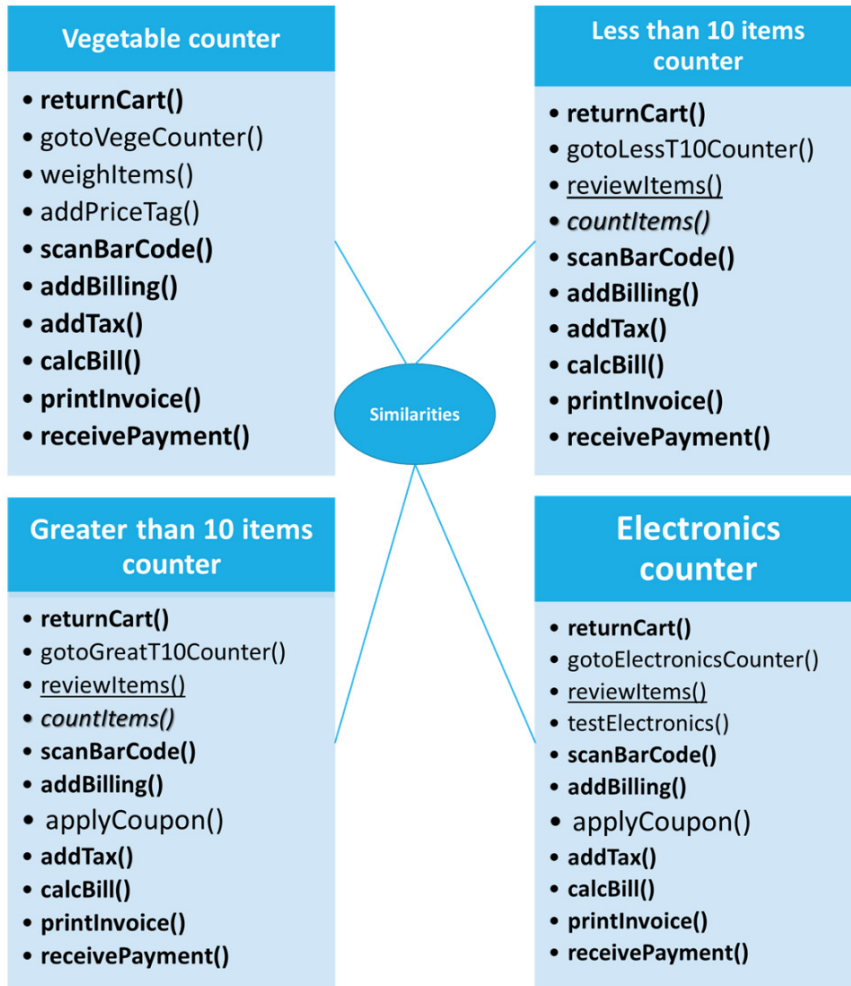 Vegetable counter
• returnCart()
• gotoVegeCounter()
• weighItems()
• addPriceTag()
• scanBarCode()
• addBilling()
• addTax()
• calcBill()
• printInvoice()
• receivePayment()
Less than 10 items
counter
• returnCart()
• gotoLessT10Counter()
• reviewItems()
• countItems()
• scanBarCode()
• addBilling()
• addTax()
• calcBill()
• printInvoice()
• receivePayment()
Similarities
Greater than 10 items
counter
• returnCart()
• gotoGreatT10Counter()
• reviewItems()
• countItems()
• scanBarCode()
• addBilling()
• applyCoupon()
• addTax()
• calcBill()
• printInvoice()
• receivePayment()
Electronics
counter
• returnCart()
• gotoElectronicsCounter()
• reviewItems()
• testElectronics()
• scanBarCode()
• addBilling()
• applyCoupon()
• addTax()
• calcBill()
• printInvoice()
• receivePayment()